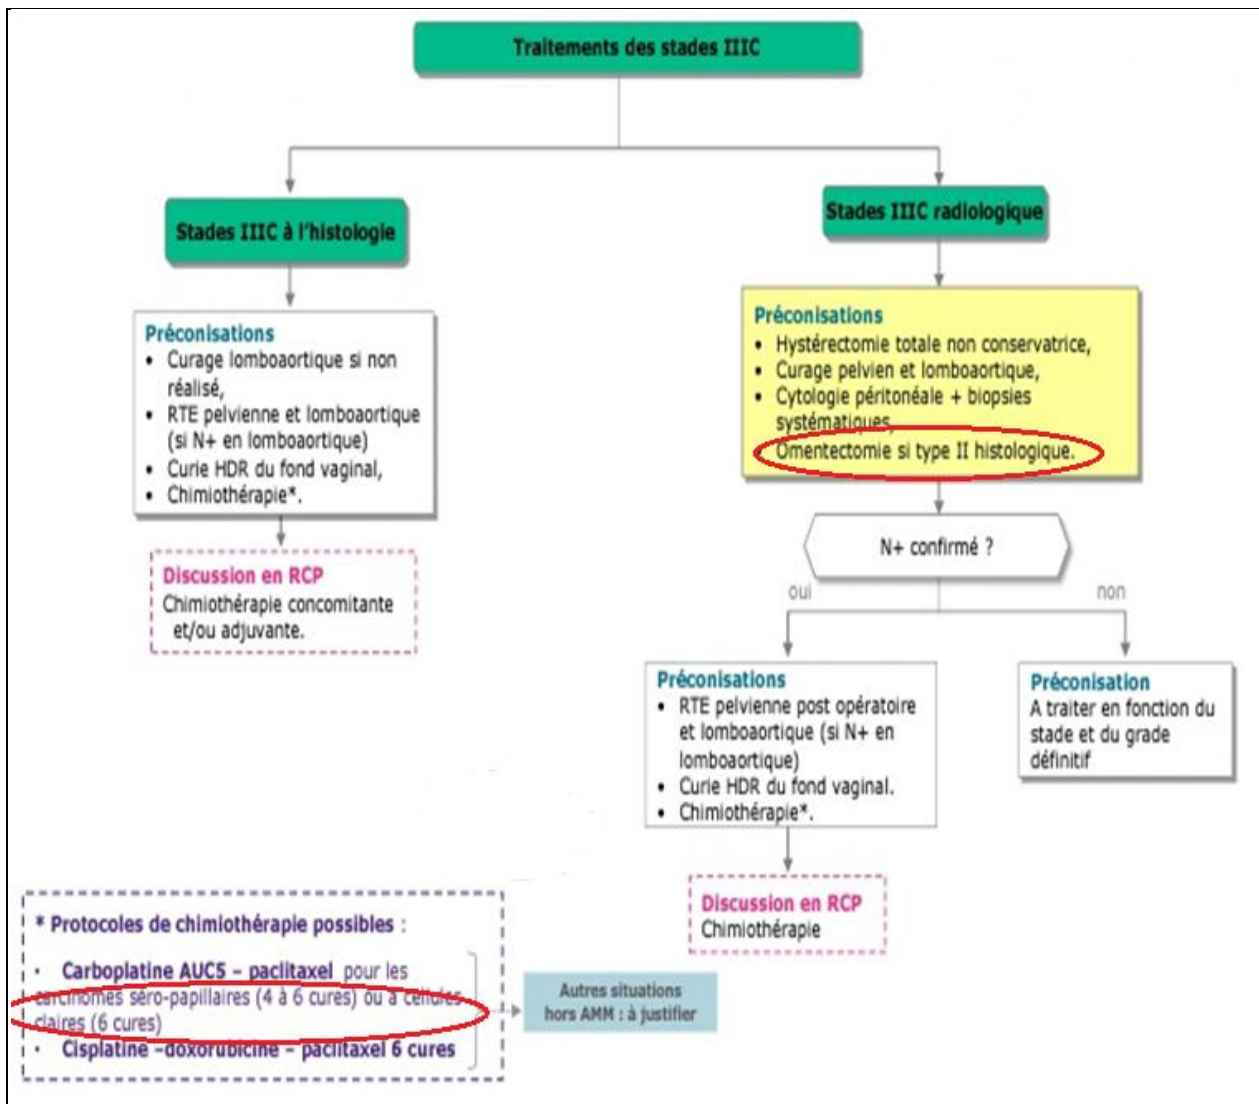 Traitements des stades IIIC
Stades IIIC à l'histologie
Préconisations
• Curage lomboaortique si non
réalisé,
• RTE pelvienne et lomboaortique
(si N+ en lomboaortique)
• Curie HDR du fond vaginal,
• Chimiothérapie*.
Discussion en RCP
Chimiothérapie concomitante
et/ou adjuvante.
Stades IIIC radiologique
Préconisations
• Hystérectomie totale non conservatrice,
• Curage pelvien et lomboaortique,
• Cytologie péritonéale + biopsies
systématiques,
Omentectomie si type II histologique.
N+ confirmé ?
oui
non
Préconisations
• RTE pelvienne post opératoire
et lomboaortique (si N+ en
lomboaortique)
• Curie HDR du fond vaginal.
• Chimiothérapie*.
Préconisation
A traiter en fonction du
stade et du grade
définitif
Discussion en RCP
Chimiothérapie
* Protocoles de chimiothérapie possibles :
· Carboplatine AUC5 – paclitaxel pour les
carcinomes séro-papillaires (4 à 6 cures) ou à cellules
claires (6 cures)
· Cisplatine –doxorubicine – paclitaxel 6 cures
Autres situations
hors AMM : à justifier